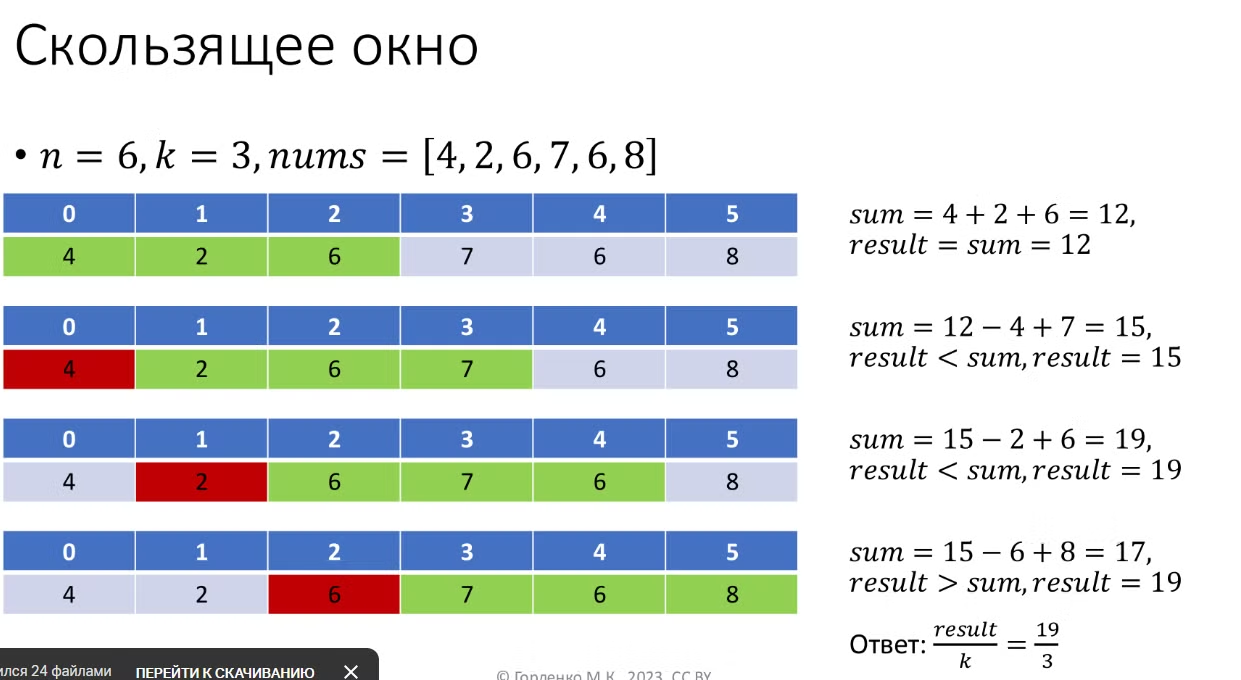 Скользящее окно
• n = 6, k = 3, nums = [4, 2, 6, 7, 6, 8]
0 1 2 3 4 5
4 2 6 7 6 8
sum = 4 + 2 + 6 = 12,
result = sum = 12
0 1 2 3 4 5
4 2 6 7 6 8
sum = 12 − 4 + 7 = 15,
result < sum, result = 15
0 1 2 3 4 5
4 2 6 7 6 8
sum = 15 − 2 + 6 = 19,
result < sum, result = 19
0 1 2 3 4 5
4 2 6 7 6 8
sum = 15 − 6 + 8 = 17,
result > sum, result = 19
Ответ: result/k = 19/3
ился 24 файлами ПЕРЕЙТИ К СКАЧИВАНИЮ
© Горденко М.К., 2023, CC BY